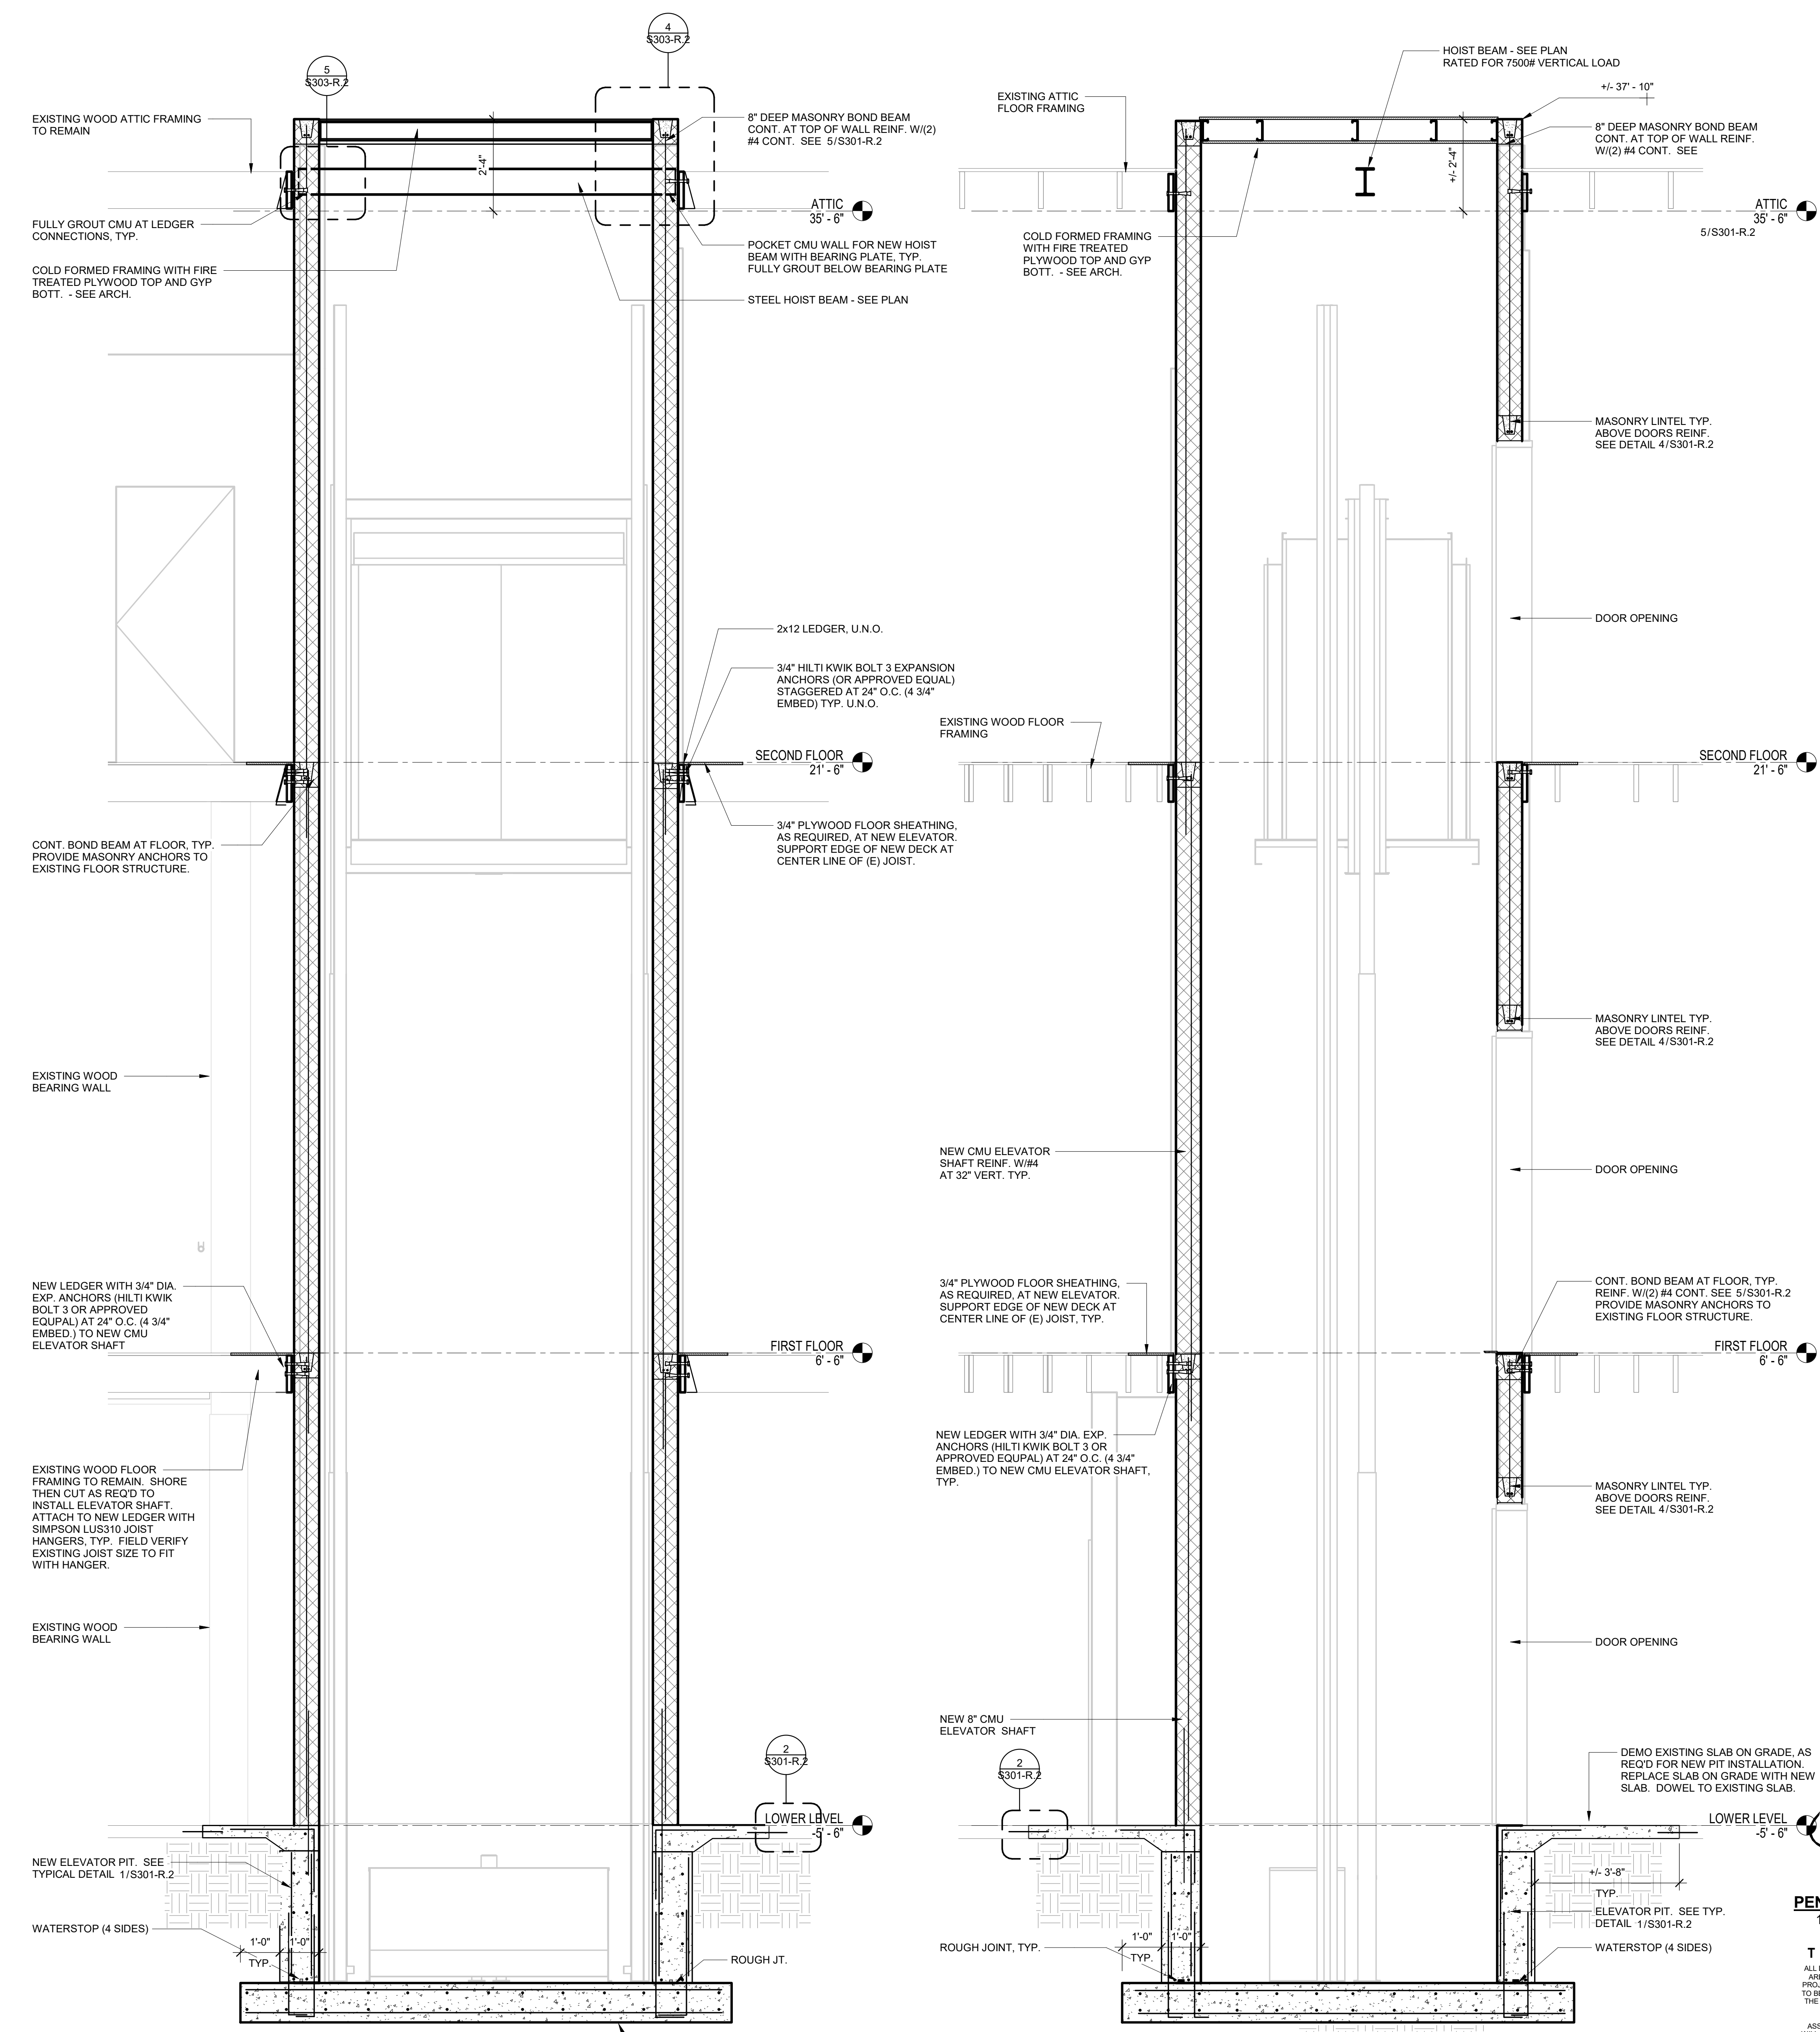 4
S303-R.2
5
S303-R.2
EXISTING WOOD ATTIC FRAMING
TO REMAIN
8" DEEP MASONRY BOND BEAM
CONT. AT TOP OF WALL REINF. W/(2)
#4 CONT. SEE 5/S301-R.2
2'-4"
ATTIC
35' - 6"
FULLY GROUT CMU AT LEDGER
CONNECTIONS, TYP.
POCKET CMU WALL FOR NEW HOIST
BEAM WITH BEARING PLATE, TYP.
FULLY GROUT BELOW BEARING PLATE
COLD FORMED FRAMING WITH FIRE
TREATED PLYWOOD TOP AND GYP
BOTT. - SEE ARCH.
STEEL HOIST BEAM - SEE PLAN
2x12 LEDGER, U.N.O.
3/4" HILTI KWIK BOLT 3 EXPANSION
ANCHORS (OR APPROVED EQUAL)
STAGGERED AT 24" O.C. (4 3/4"
EMBED) TYP. U.N.O.
SECOND FLOOR
21' - 6"
CONT. BOND BEAM AT FLOOR, TYP.
PROVIDE MASONRY ANCHORS TO
EXISTING FLOOR STRUCTURE.
3/4" PLYWOOD FLOOR SHEATHING,
AS REQUIRED, AT NEW ELEVATOR.
SUPPORT EDGE OF NEW DECK AT
CENTER LINE OF (E) JOIST.
EXISTING WOOD
BEARING WALL
NEW LEDGER WITH 3/4" DIA.
EXP. ANCHORS (HILTI KWIK
BOLT 3 OR APPROVED
EQUPAL) AT 24" O.C. (4 3/4"
EMBED.) TO NEW CMU
ELEVATOR SHAFT
FIRST FLOOR
6' - 6"
EXISTING WOOD FLOOR
FRAMING TO REMAIN. SHORE
THEN CUT AS REQ'D TO
INSTALL ELEVATOR SHAFT.
ATTACH TO NEW LEDGER WITH
SIMPSON LUS310 JOIST
HANGERS, TYP. FIELD VERIFY
EXISTING JOIST SIZE TO FIT
WITH HANGER.
EXISTING WOOD
BEARING WALL
2
S301-R.2
LOWER LEVEL
-5' - 6"
NEW ELEVATOR PIT. SEE
TYPICAL DETAIL 1/S301-R.2
WATERSTOP (4 SIDES)
1'-0"
1'-0"
TYP.
ROUGH JT.
HOIST BEAM - SEE PLAN
RATED FOR 7500# VERTICAL LOAD
+/- 37' - 10"
EXISTING ATTIC
FLOOR FRAMING
8" DEEP MASONRY BOND BEAM
CONT. AT TOP OF WALL REINF.
W/(2) #4 CONT. SEE
+/- 2'-4"
ATTIC
35' - 6"
5/S301-R.2
COLD FORMED FRAMING
WITH FIRE TREATED
PLYWOOD TOP AND GYP
BOTT. - SEE ARCH.
MASONRY LINTEL TYP.
ABOVE DOORS REINF.
SEE DETAIL 4/S301-R.2
DOOR OPENING
EXISTING WOOD FLOOR
FRAMING
SECOND FLOOR
21' - 6"
MASONRY LINTEL TYP.
ABOVE DOORS REINF.
SEE DETAIL 4/S301-R.2
NEW CMU ELEVATOR
SHAFT REINF. W/#4
AT 32" VERT. TYP.
DOOR OPENING
3/4" PLYWOOD FLOOR SHEATHING,
AS REQUIRED, AT NEW ELEVATOR.
SUPPORT EDGE OF NEW DECK AT
CENTER LINE OF (E) JOIST, TYP.
CONT. BOND BEAM AT FLOOR, TYP.
REINF. W/(2) #4 CONT. SEE 5/S301-R.2
PROVIDE MASONRY ANCHORS TO
EXISTING FLOOR STRUCTURE.
FIRST FLOOR
6' - 6"
NEW LEDGER WITH 3/4" DIA. EXP.
ANCHORS (HILTI KWIK BOLT 3 OR
APPROVED EQUPAL) AT 24" O.C. (4 3/4"
EMBED.) TO NEW CMU ELEVATOR SHAFT,
TYP.
MASONRY LINTEL TYP.
ABOVE DOORS REINF.
SEE DETAIL 4/S301-R.2
DOOR OPENING
NEW 8" CMU
ELEVATOR SHAFT
2
S301-R.2
DEMO EXISTING SLAB ON GRADE, AS
REQ'D FOR NEW PIT INSTALLATION.
REPLACE SLAB ON GRADE WITH NEW
SLAB. DOWEL TO EXISTING SLAB.
LOWER LEVEL
-5' - 6"
+/- 3'-8"
TYP.
ELEVATOR PIT. SEE TYP.
DETAIL 1/S301-R.2
ROUGH JOINT, TYP.
1'-0"
1'-0"
TYP.
WATERSTOP (4 SIDES)